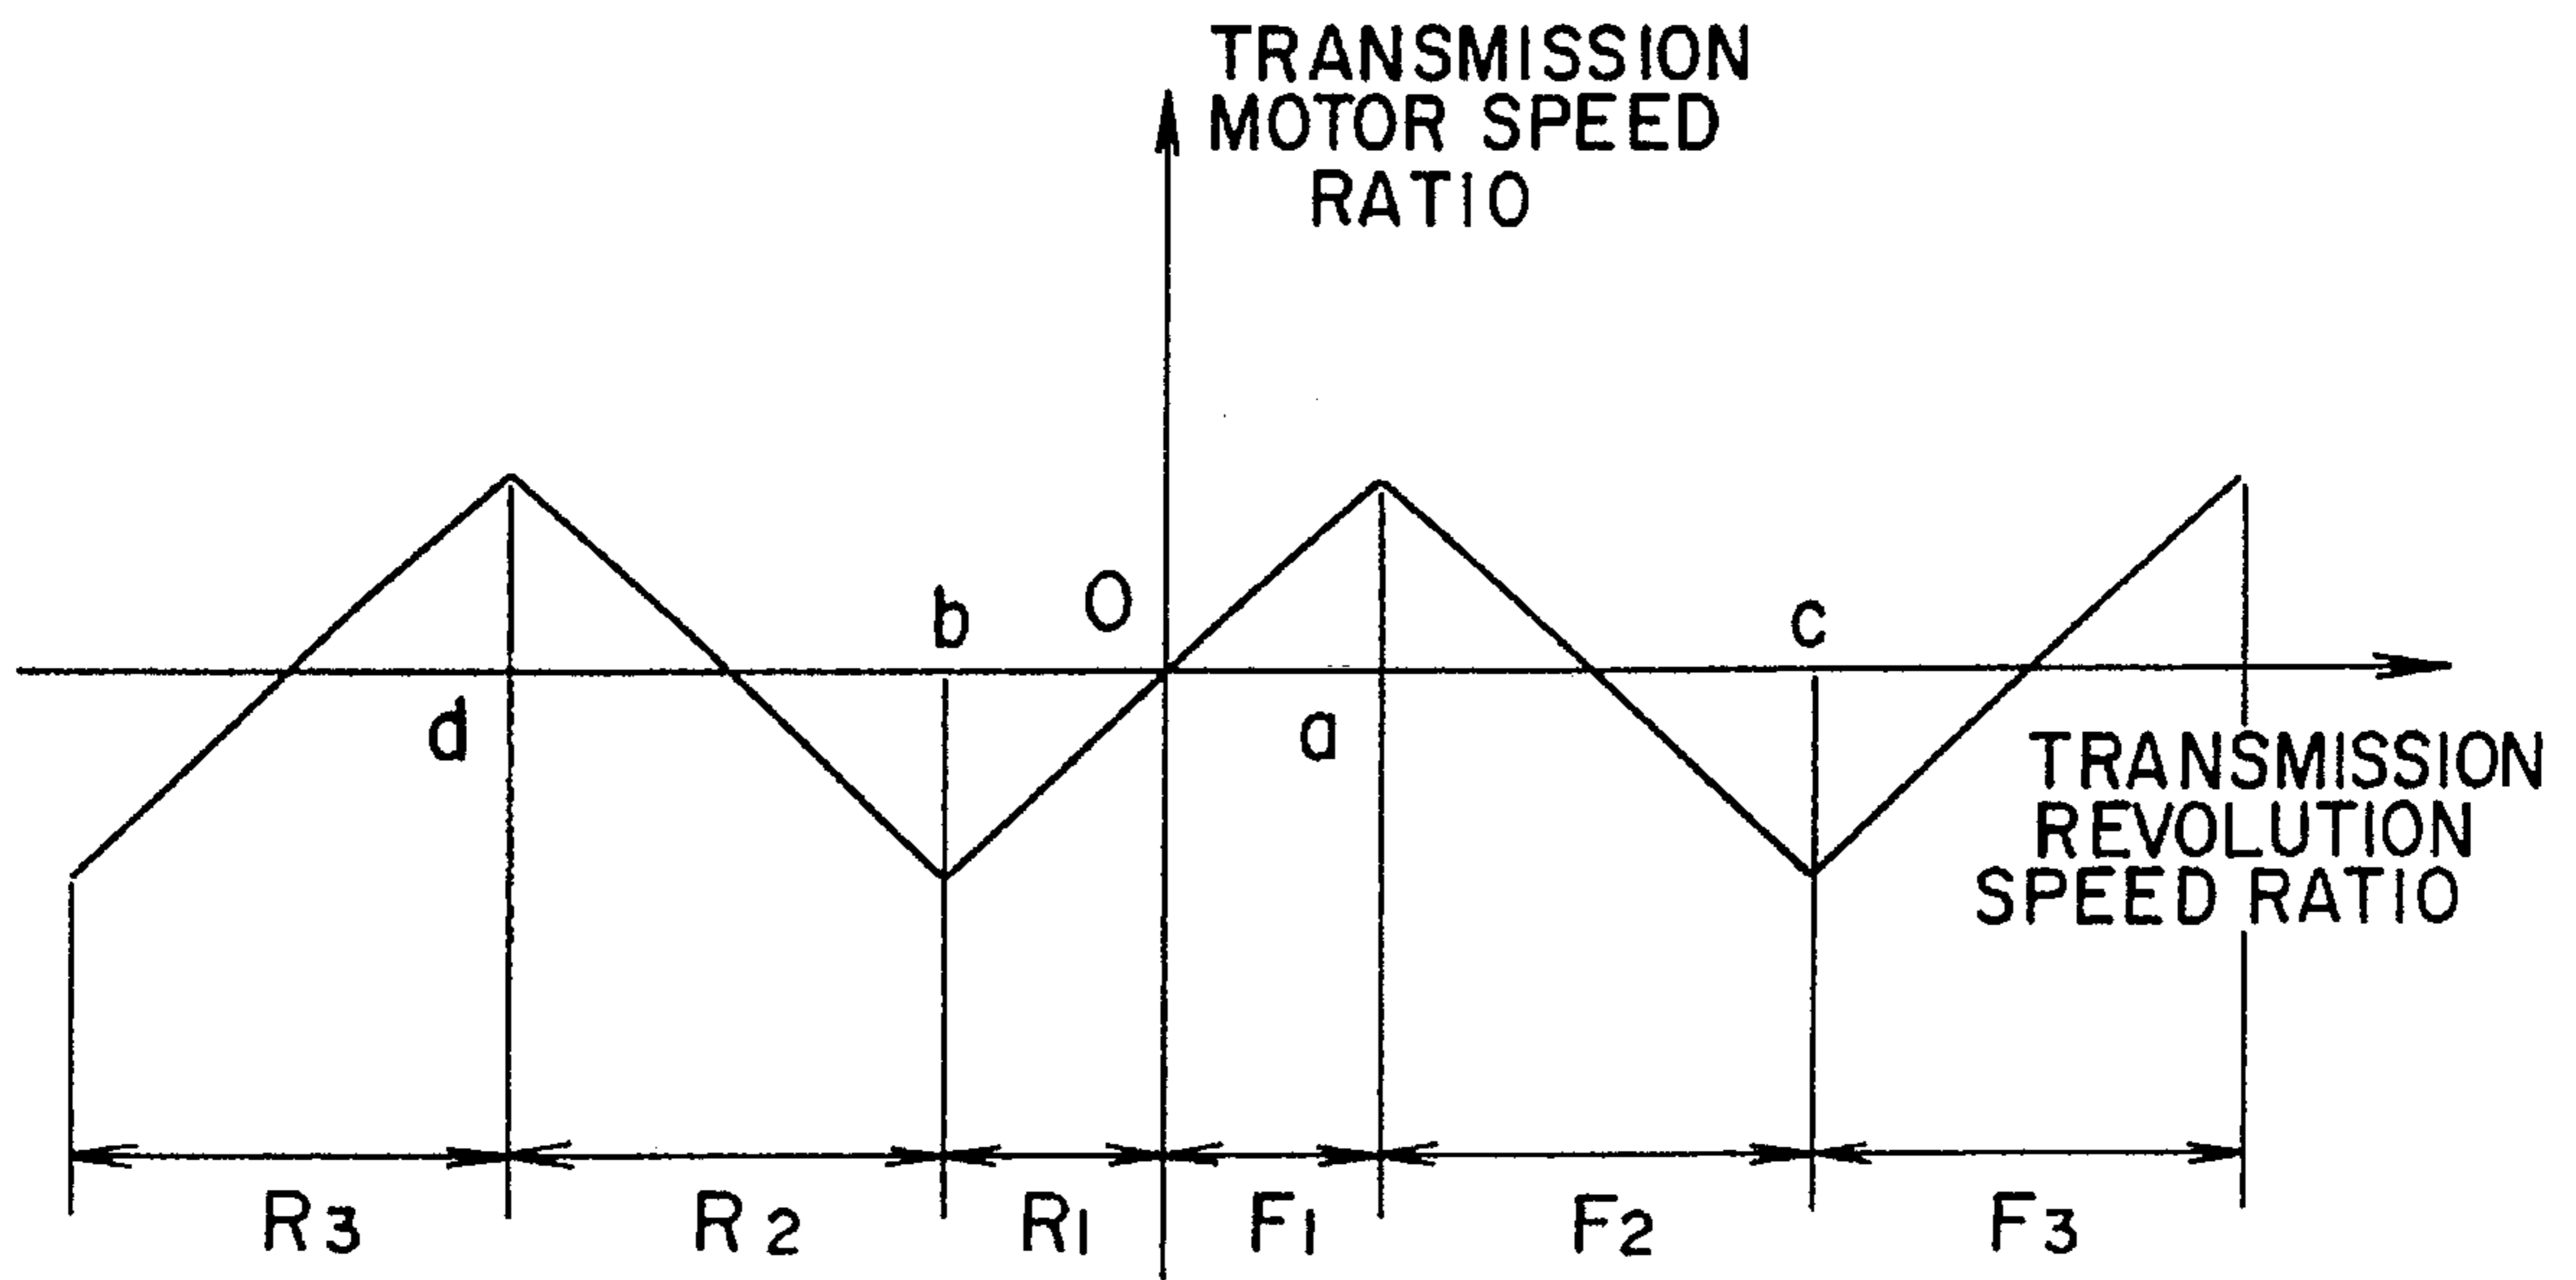 TRANSMISSION
MOTOR SPEED
RATIO
O
b
c
d
a
TRANSMISSION
REVOLUTION
SPEED RATIO
R3
R2
R1
F1
F2
F3